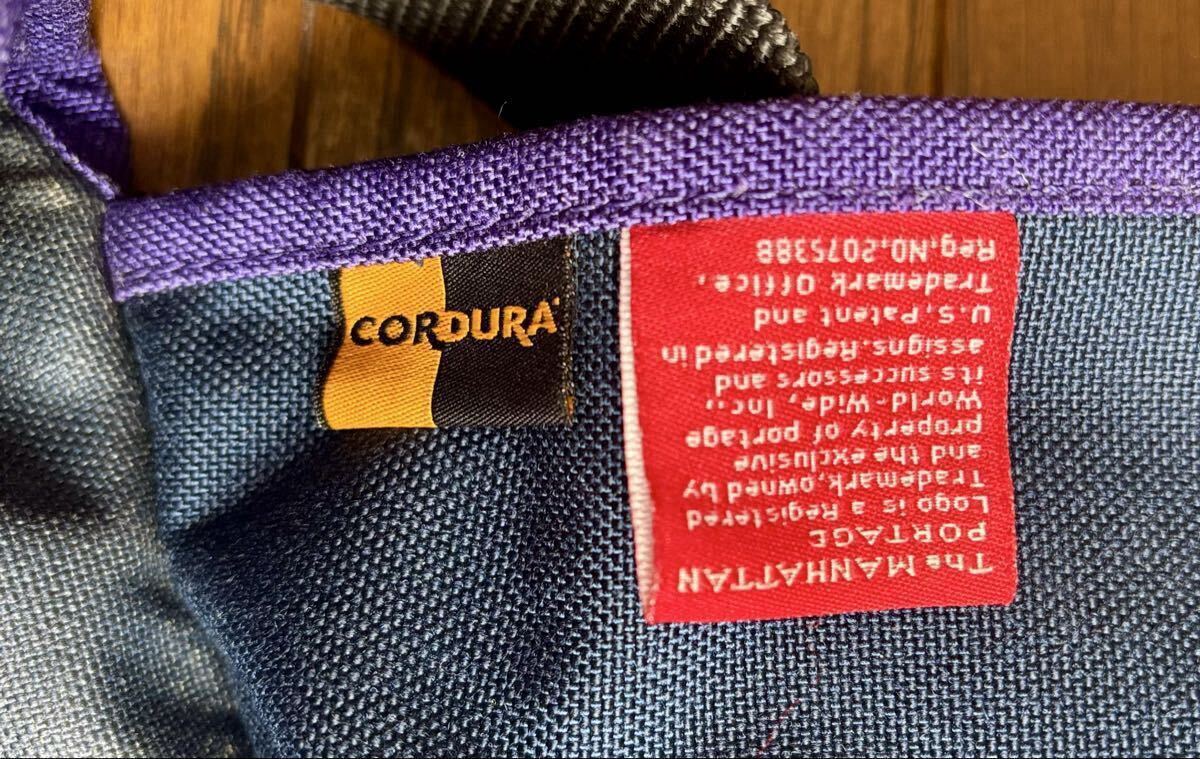 CORDURA
The MANHATTAN
PORTAGE
Logo is a Registered
Trademark,owned by
and the exclusive
property of portage
World-Wide, Inc.,
its successors and
assigns.Registered in
U.S.Patent and
Trademark Office.
Reg.NO.2075388